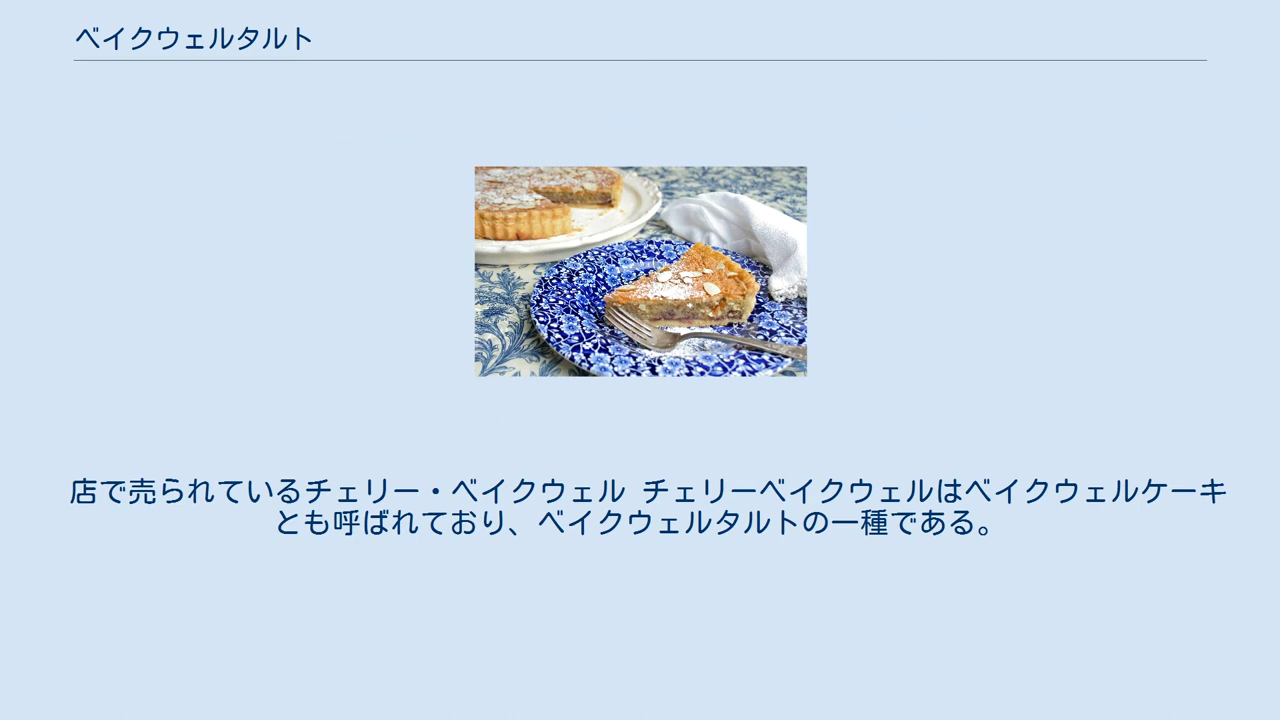 ベイクウェルタルト
店で売られているチェリー・ベイクウェル チェリーベイクウェルはベイクウェルケーキ
とも呼ばれており、ベイクウェルタルトの一種である。